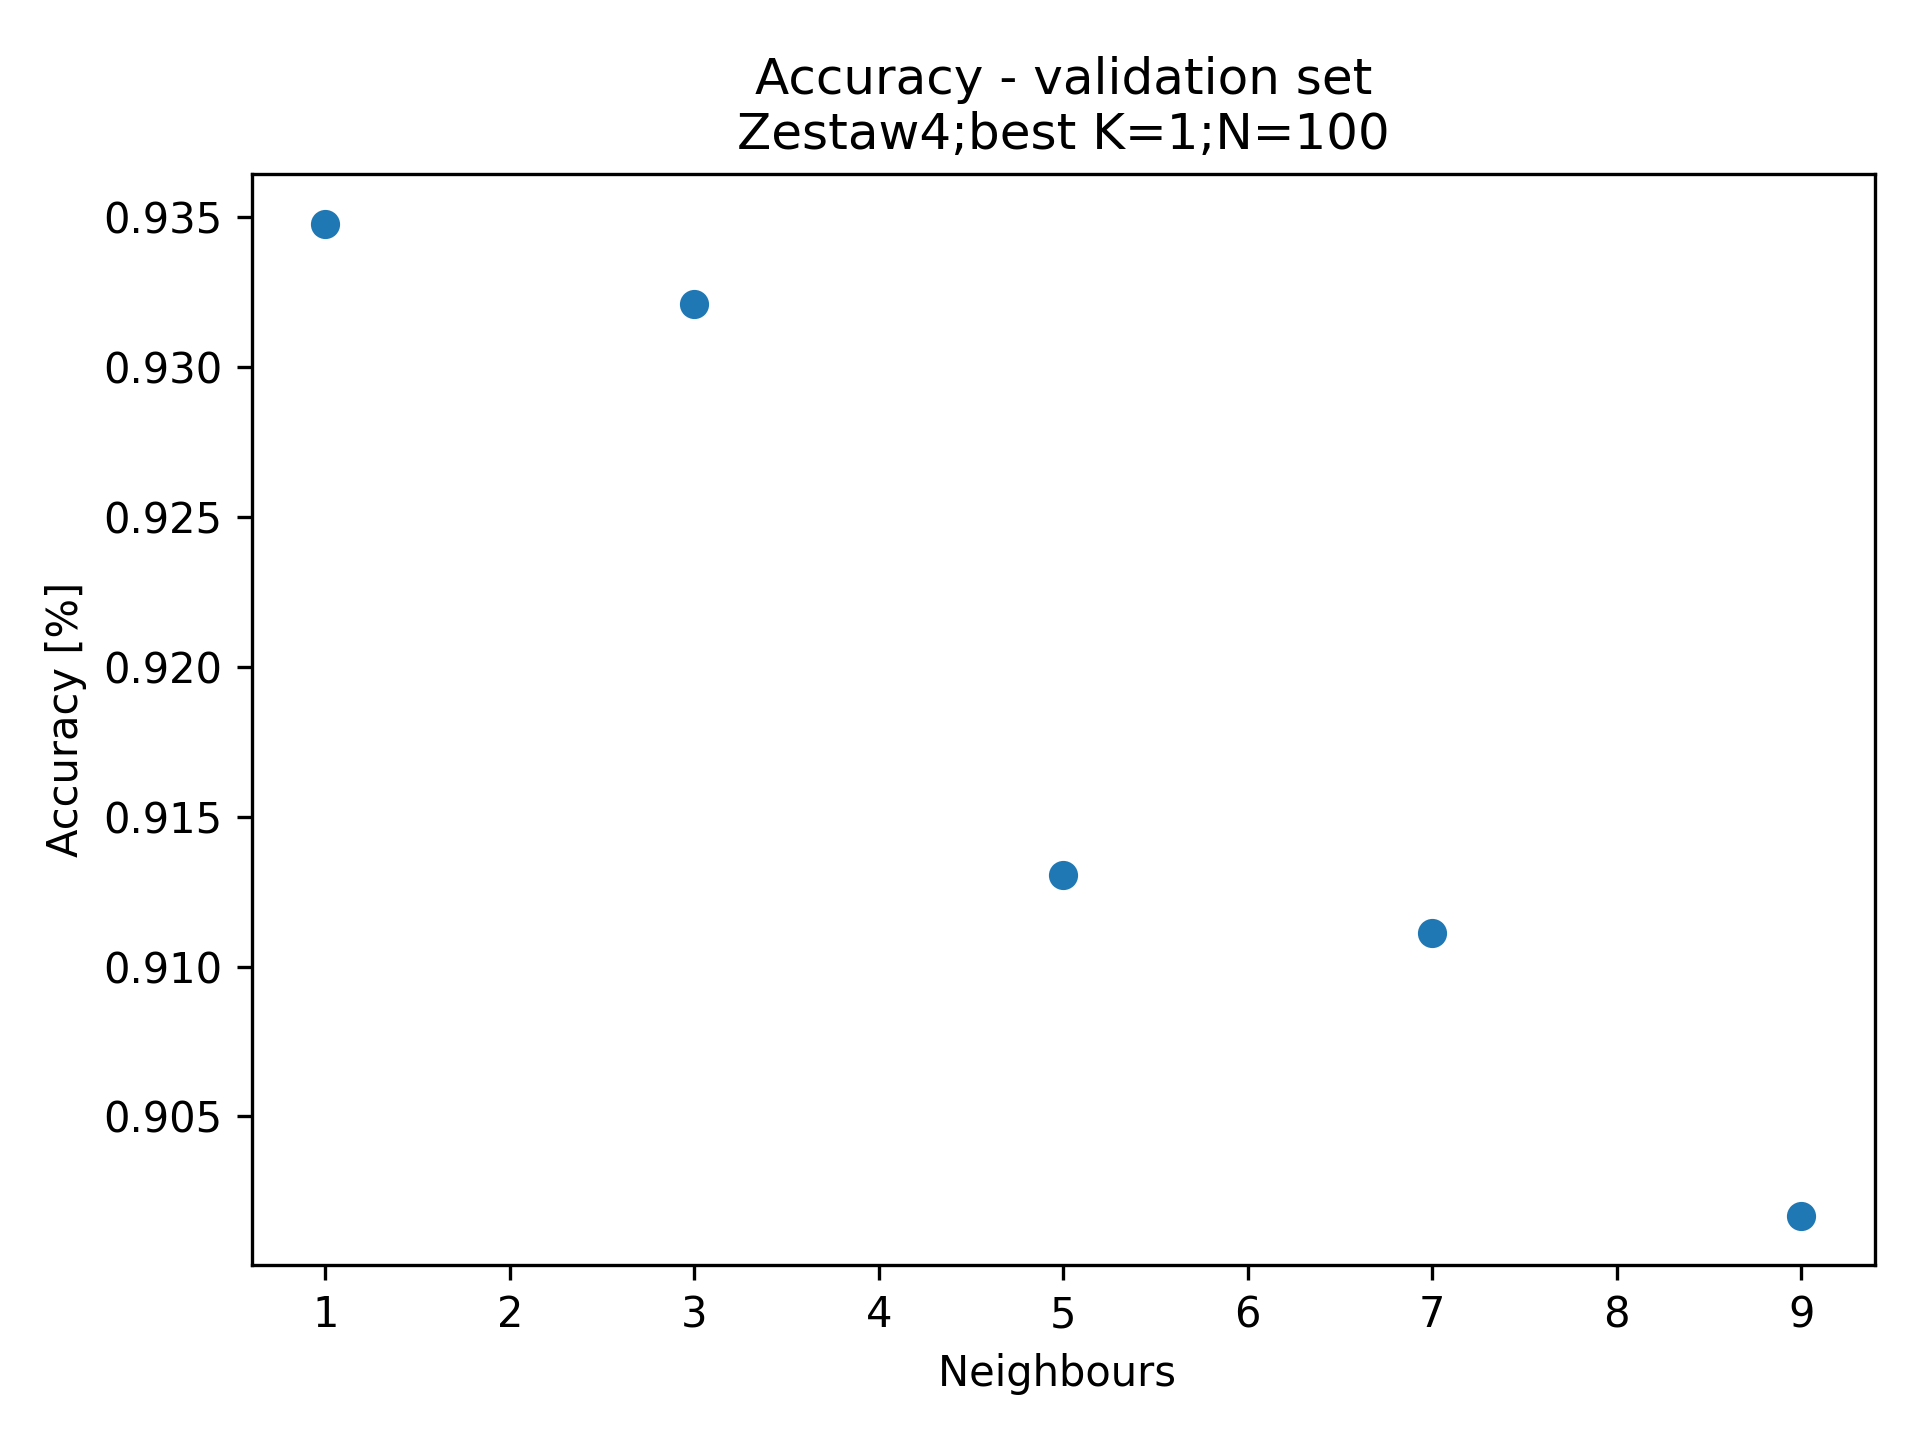 Accuracy - validation set
Zestaw4;best K=1;N=100
Accuracy [%]
0.935
0.930
0.925
0.920
0.915
0.910
0.905
1 2 3 4 5 6 7 8 9
Neighbours